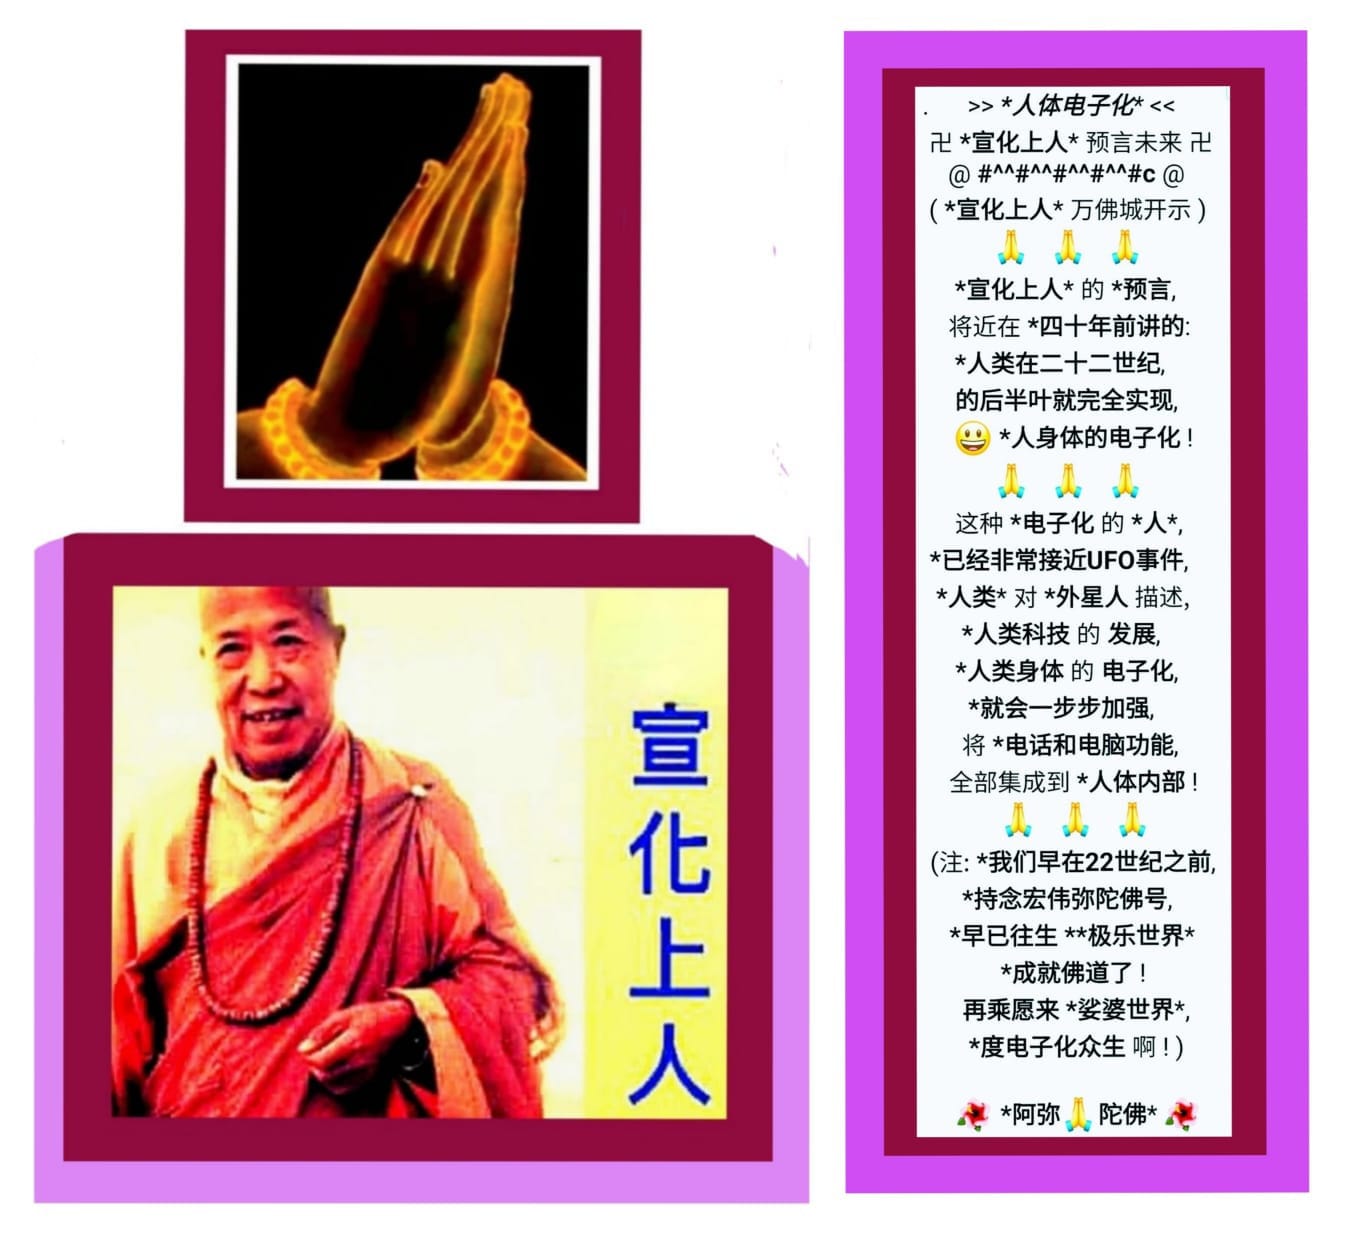 宣
化
上
人
. >> *人体电子化* <<
卍 *宣化上人* 预言未来 卍
@ #^^#^^#^^#^^#c @
( *宣化上人* 万佛城开示 )
🙏 🙏 🙏
*宣化上人* 的 *预言,
将近在 *四十年前讲的:
*人类在二十二世纪,
的后半叶就完全实现,
😃 *人身体的电子化 !
🙏 🙏 🙏
这种 *电子化 的 *人*,
*已经非常接近UFO事件,
*人类* 对 *外星人 描述,
*人类科技 的 发展,
*人类身体 的 电子化,
*就会一步步加强,
将 *电话和电脑功能,
全部集成到 *人体内部 !
🙏 🙏 🙏
(注: *我们早在22世纪之前,
*持念宏伟弥陀佛号,
*早已往生 **极乐世界*
*成就佛道了 !
再乘愿来 *娑婆世界*,
*度电子化众生 啊 ! )
🌺 *阿弥🙏陀佛* 🌺